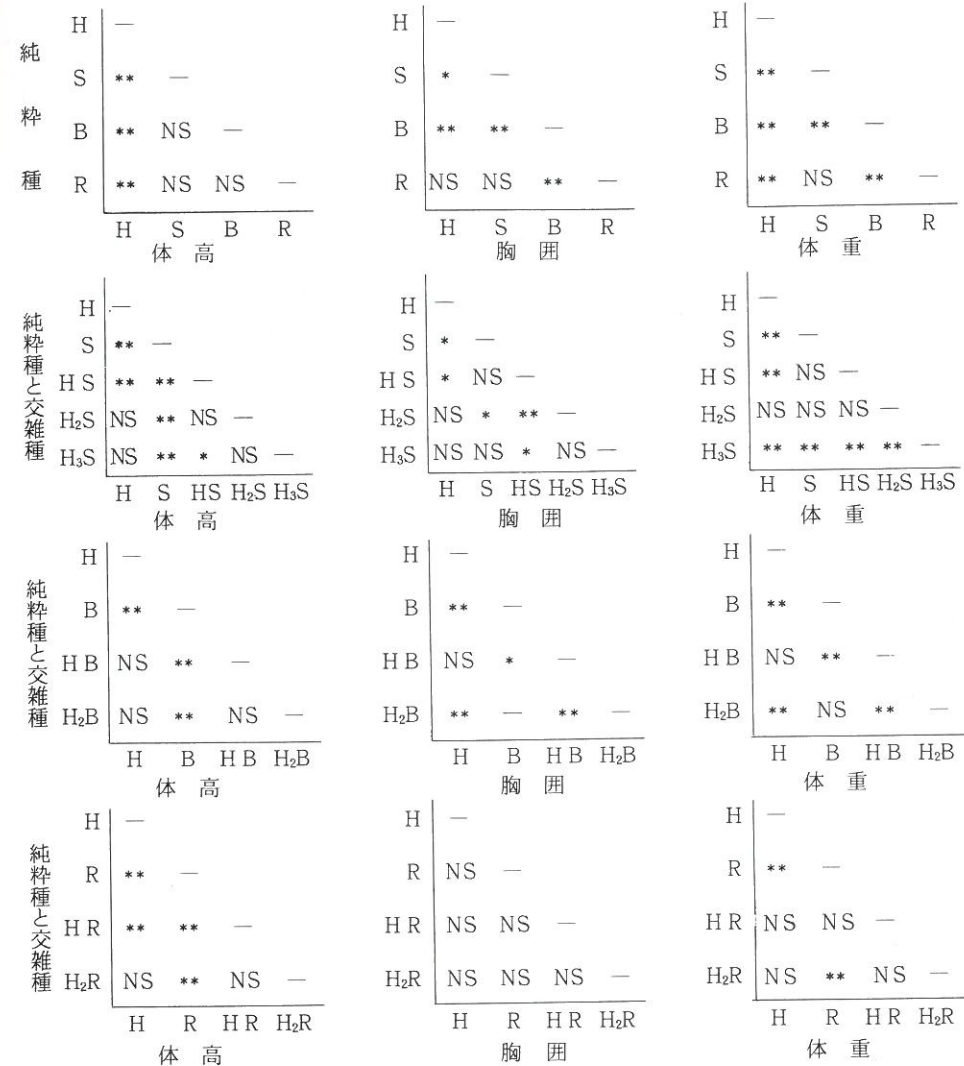 純粋種
H —
S ** —
B ** NS —
R ** NS NS —
H S B R
体高
H —
S * —
B ** ** —
R NS NS ** —
H S B R
胸囲
H —
S ** —
B ** ** —
R ** NS ** —
H S B R
体重
純粋種と交雑種
H —
S ** —
HS ** ** —
H₂S NS ** NS —
H₃S NS ** * NS —
H S HS H₂S H₃S
体高
H —
S * —
HS * NS —
H₂S NS * ** —
H₃S NS NS * NS —
H S HS H₂S H₃S
胸囲
H —
S ** —
HS ** NS —
H₂S NS NS NS —
H₃S ** ** ** ** —
H S HS H₂S H₃S
体重
純粋種と交雑種
H —
B ** —
HB NS ** —
H₂B NS ** NS —
H B HB H₂B
体高
H —
B ** —
HB NS * —
H₂B ** — ** —
H B HB H₂B
胸囲
H —
B ** —
HB NS ** —
H₂B ** NS ** —
H B HB H₂B
体重
純粋種と交雑種
H —
R ** —
HR ** ** —
H₂R NS ** NS —
H R HR H₂R
体高
H —
R NS —
HR NS NS —
H₂R NS NS NS —
H R HR H₂R
胸囲
H —
R ** —
HR NS NS —
H₂R NS ** NS —
H R HR H₂R
体重